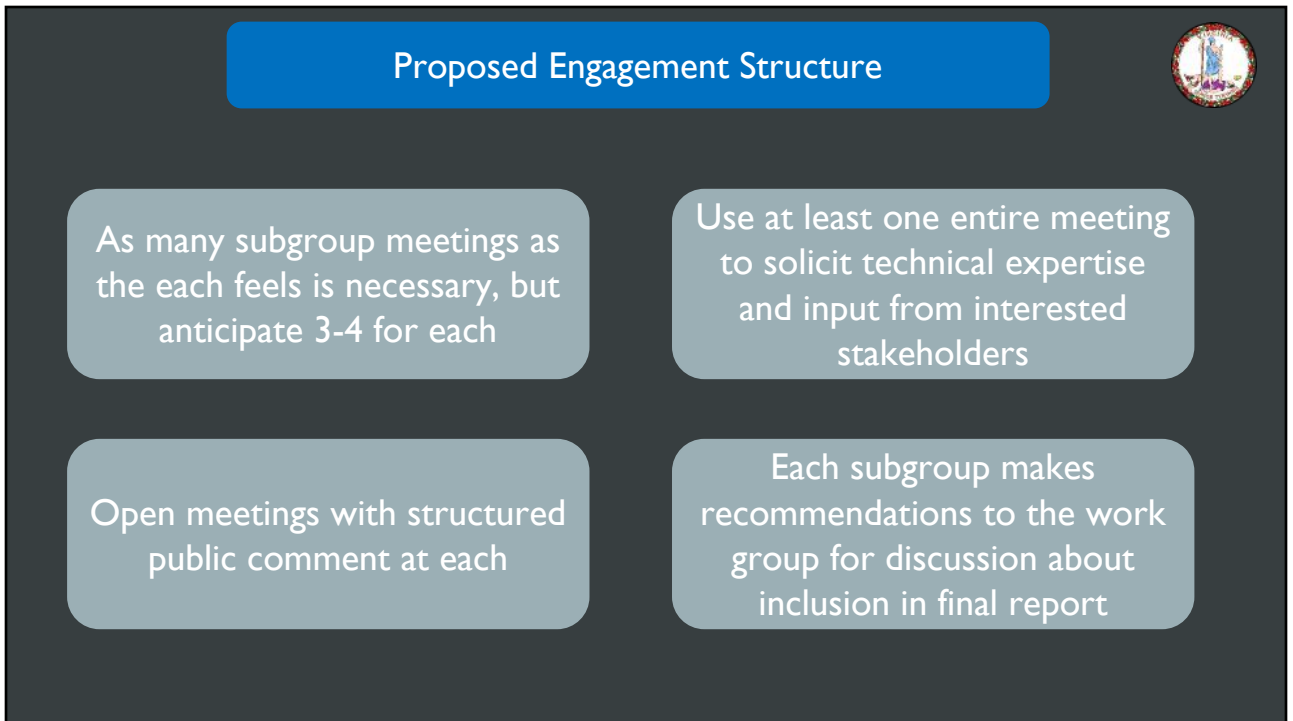 Proposed Engagement Structure
As many subgroup meetings as
the each feels is necessary, but
anticipate 3-4 for each
Use at least one entire meeting
to solicit technical expertise
and input from interested
stakeholders
Open meetings with structured
public comment at each
Each subgroup makes
recommendations to the work
group for discussion about
inclusion in final report